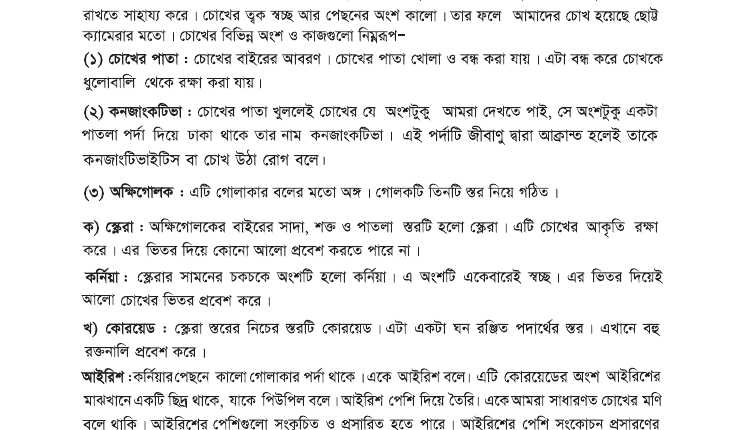 রাখতে সাহায্য করে। চোখের ত্বক স্বচ্ছ আর পেছনের অংশ কালো। তার ফলে আমাদের চোখ হয়েছে ছোট্ট
ক্যামেরার মতো। চোখের বিভিন্ন অংশ ও কাজগুলো নিম্নরূপ–
(১) চোখের পাতা : চোখের বাইরের আবরণ। চোখের পাতা খোলা ও বন্ধ করা যায়। এটা বন্ধ করে চোখকে
ধুলোবালি থেকে রক্ষা করা যায়।
(২) কনজাংকটিভা : চোখের পাতা খুললেই চোখের যে অংশটুকু আমরা দেখতে পাই, সে অংশটুকু একটা
পাতলা পর্দা দিয়ে ঢাকা থাকে তার নাম কনজাংকটিভা। এই পর্দাটি জীবাণু দ্বারা আক্রান্ত হলেই তাকে
কনজাংটিভাইটিস বা চোখ উঠা রোগ বলে।
(৩) অক্ষিগোলক : এটি গোলাকার বলের মতো অঙ্গ। গোলকটি তিনটি স্তর নিয়ে গঠিত।
ক) স্ক্লেরা : অক্ষিগোলকের বাইরের সাদা, শক্ত ও পাতলা স্তরটি হলো স্ক্লেরা। এটি চোখের আকৃতি রক্ষা
করে। এর ভিতর দিয়ে কোনো আলো প্রবেশ করতে পারে না।
কর্নিয়া : স্ক্লেরার সামনের চকচকে অংশটি হলো কর্নিয়া। এ অংশটি একেবারেই স্বচ্ছ। এর ভিতর দিয়েই
আলো চোখের ভিতর প্রবেশ করে।
খ) কোরয়েড : স্ক্লেরা স্তরের নিচের স্তরটি কোরয়েড। এটা একটা ঘন রঞ্জিত পদার্থের স্তর। এখানে বহু
রক্তনালি প্রবেশ করে।
আইরিশ :কর্নিয়ার পেছনে কালো গোলাকার পর্দা থাকে। একে আইরিশ বলে। এটি কোরয়েডের অংশ আইরিশের
মাঝখানে একটি ছিদ্র থাকে, যাকে পিউপিল বলে। আইরিশ পেশি দিয়ে তৈরি। একে আমরা সাধারণত চোখের মণি
বলে থাকি। আইরিশের পেশিগুলো সংকুচিত ও প্রসারিত হতে পারে। আইরিশের পেশি সংকোচন প্রসারণের